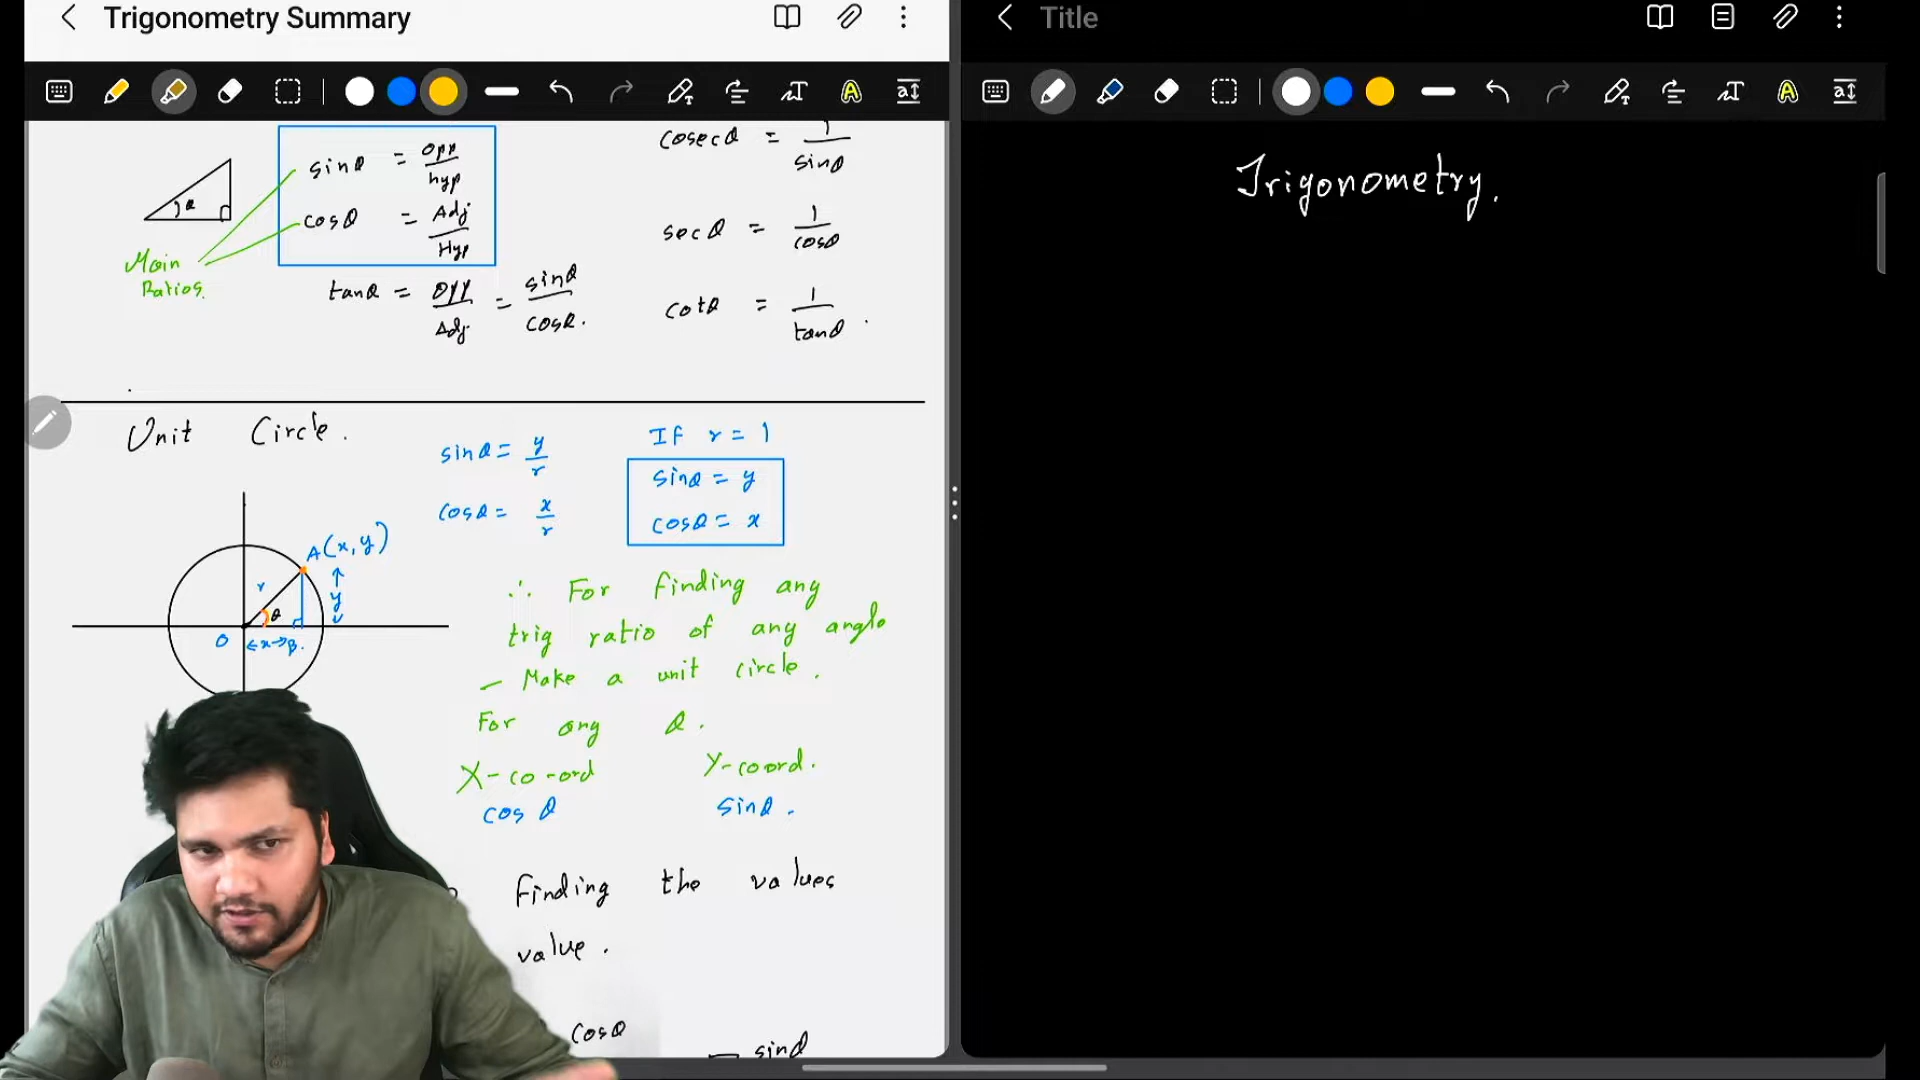 Trigonometry Summary
Title
sinθ = opp/hyp
cosθ = Adj/Hyp
Main Ratios.
tanθ = opp/Adj = sinθ/cosθ.
cosecθ = 1/sinθ
secθ = 1/cosθ
cotθ = 1/tanθ.
Unit Circle.
sinθ = y/r
cosθ = x/r
If r = 1
sinθ = y
cosθ = x
A(x, y)
r
θ
y
O
x
B.
∴ For finding any
trig ratio of any angle
– Make a unit circle.
For any θ.
X-co-ord
Y-coord.
cos θ
sinθ.
Finding the values
value.
cosθ
sinθ
Trigonometry.